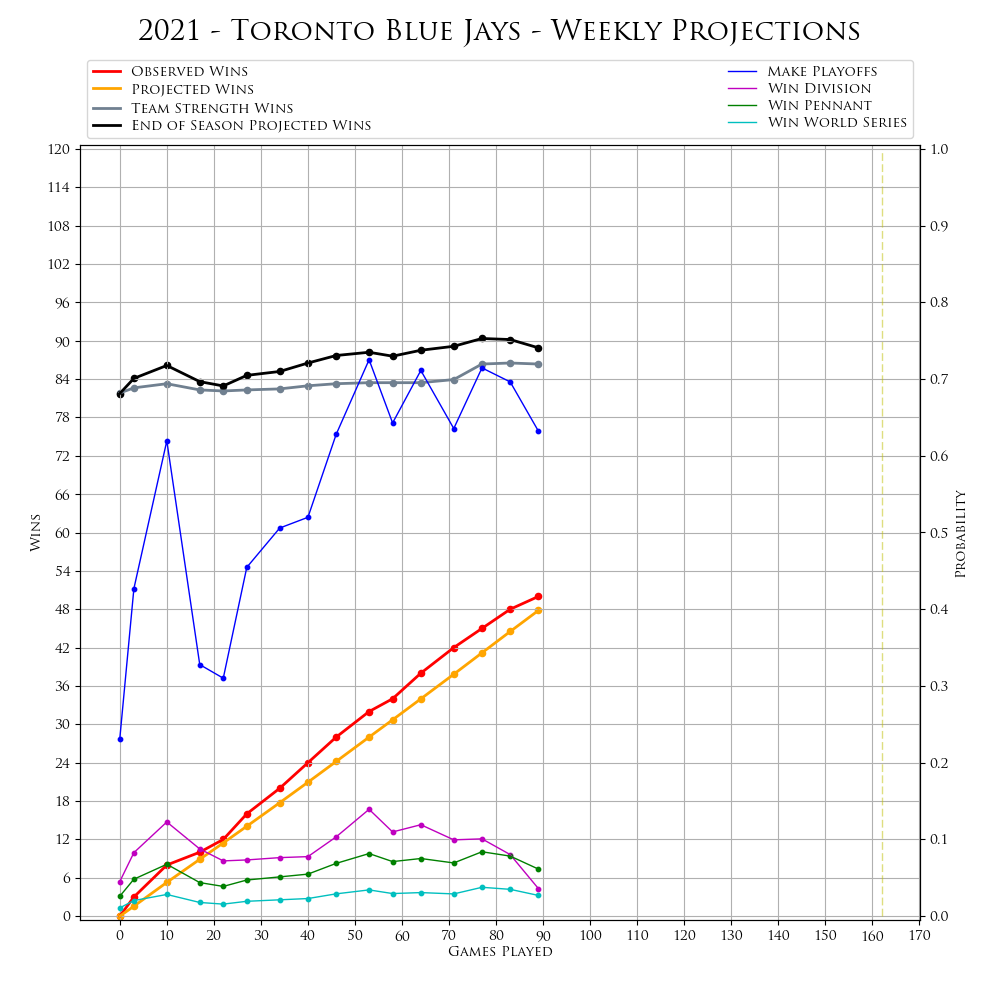 2021 - Toronto Blue Jays - Weekly Projections
Observed Wins
Projected Wins
Team Strength Wins
End of Season Projected Wins
Make Playoffs
Win Division
Win Pennant
Win World Series
120
114
108
102
96
90
84
78
72
66
60
54
48
42
36
30
24
18
12
6
0
Wins
1.0
0.9
0.8
0.7
0.6
0.5
0.4
0.3
0.2
0.1
0.0
Probability
0 10 20 30 40 50 60 70 80 90 100 110 120 130 140 150 160 170
Games Played